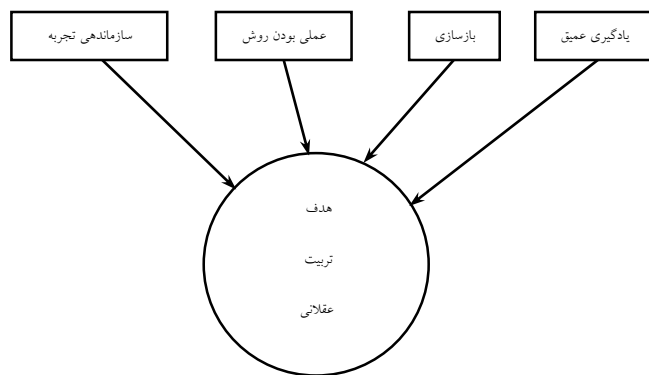 یادگیری عمیق
بازسازی
عملی بودن روش
سازماندهی تجربه
هدف
تربیت
عقلانی